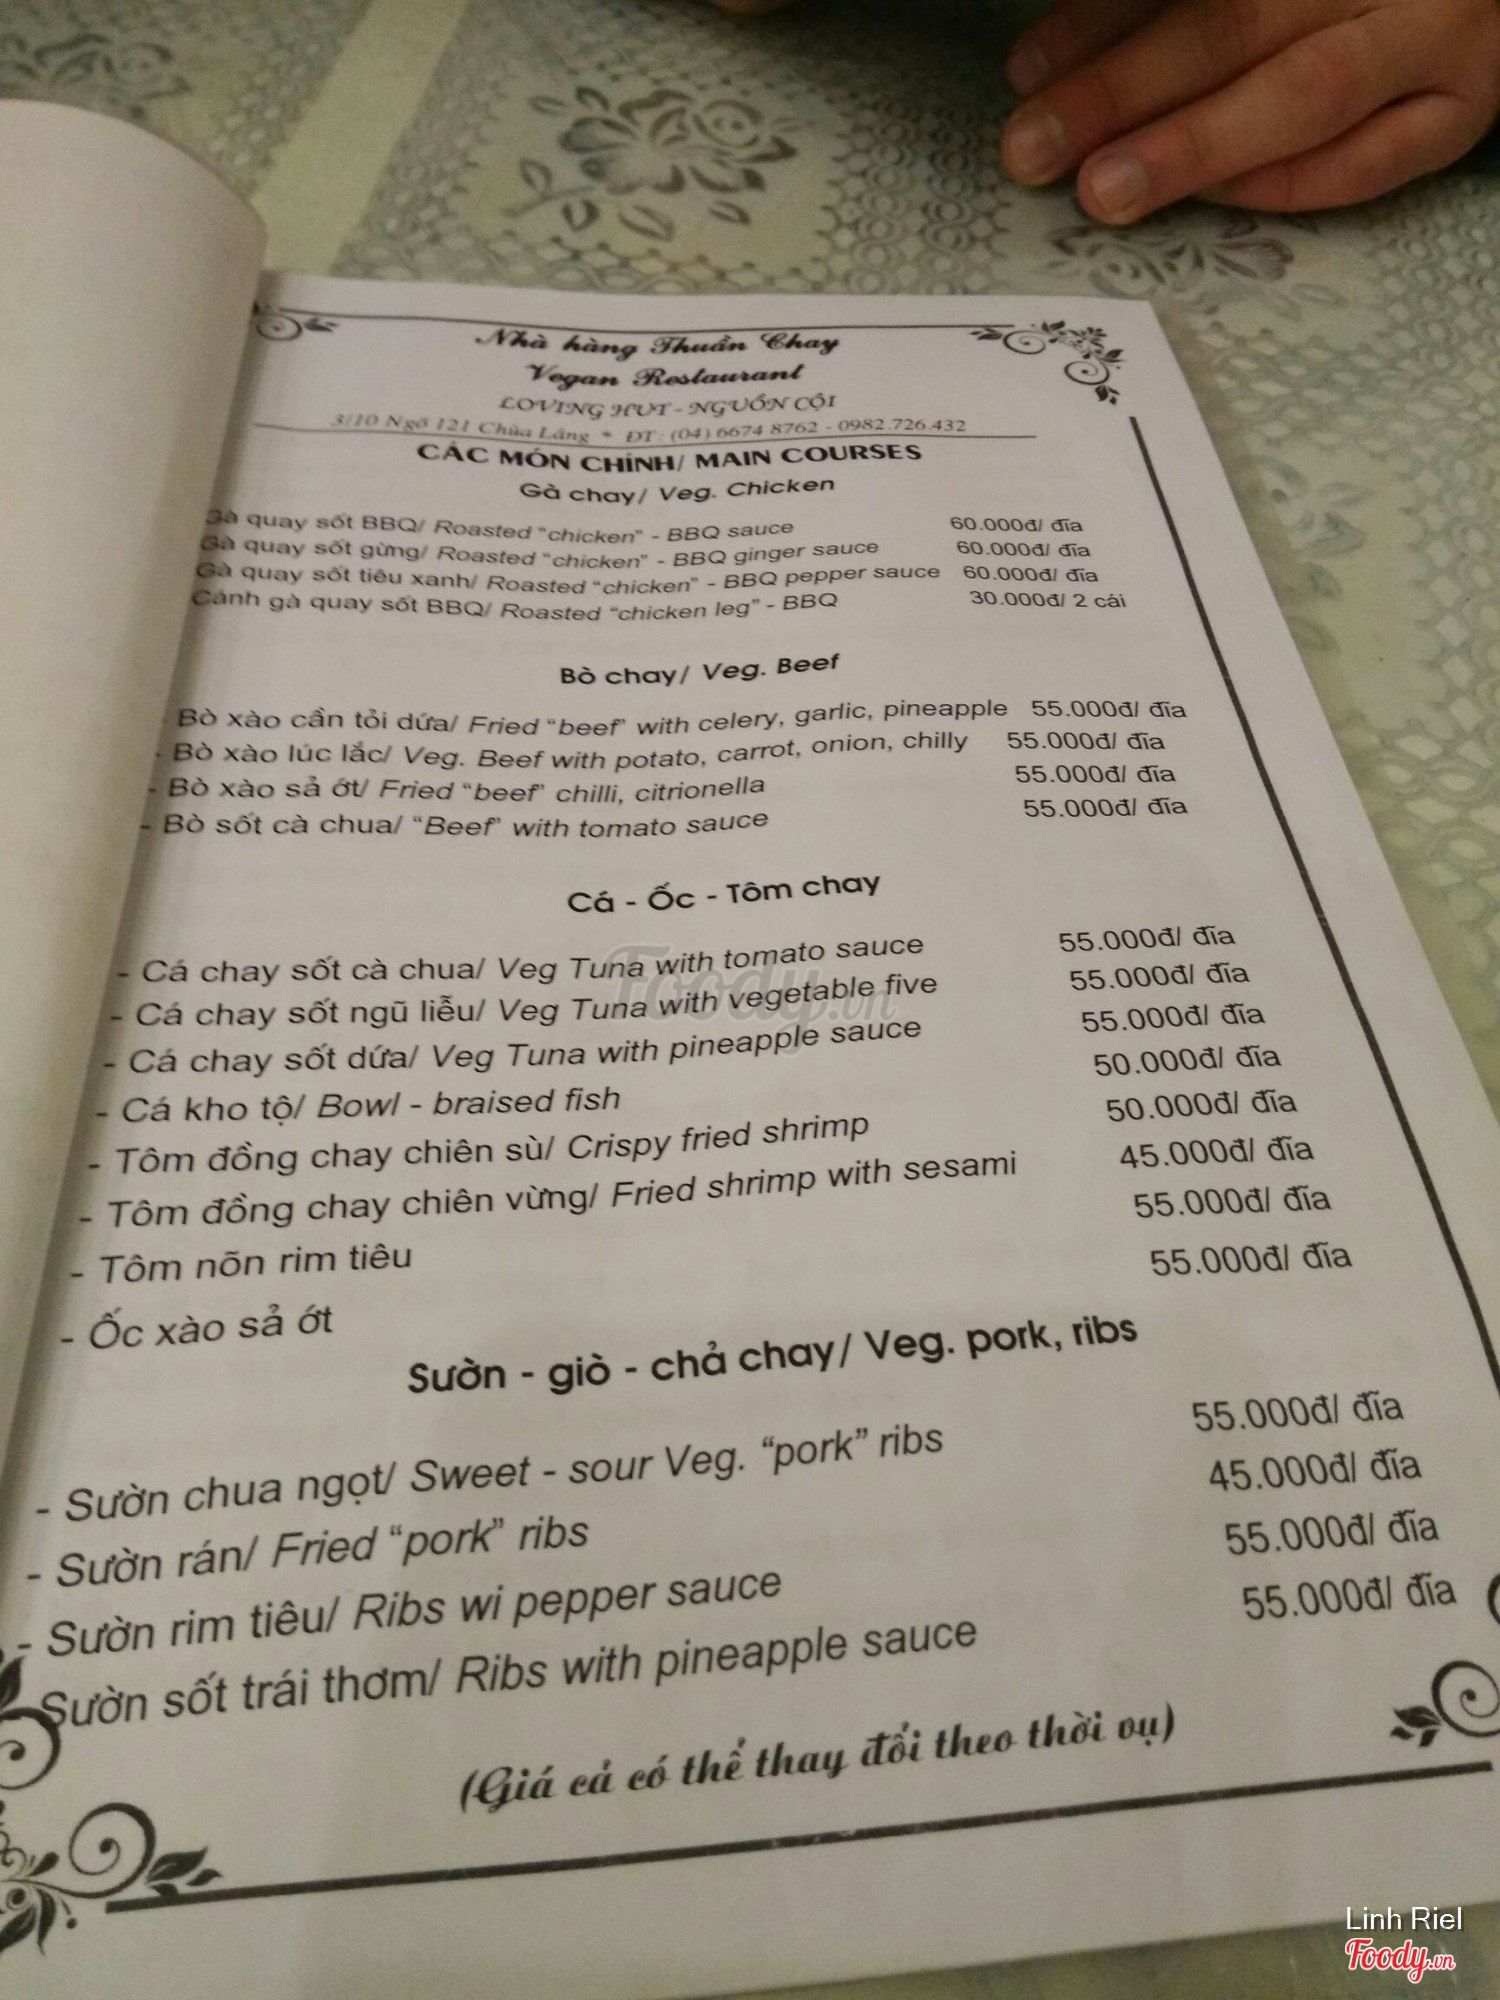 Nhà hàng Thuần Chay
Vegan Restaurant
LOVING HUT - NGUỒN CỘI
3/10 Ngõ 121 Chùa Láng * ĐT: (04) 6674 8762 - 0982.726.432
CÁC MÓN CHÍNH/ MAIN COURSES
Gà chay/ Veg. Chicken
Gà quay sốt BBQ/ Roasted “chicken” - BBQ sauce 60.000đ/ đĩa
Gà quay sốt gừng/ Roasted “chicken” - BBQ ginger sauce 60.000đ/ đĩa
Gà quay sốt tiêu xanh/ Roasted “chicken” - BBQ pepper sauce 60.000đ/ đĩa
Cánh gà quay sốt BBQ/ Roasted “chicken leg” - BBQ 30.000đ/ 2 cái
Bò chay/ Veg. Beef
- Bò xào cần tỏi dứa/ Fried “beef” with celery, garlic, pineapple 55.000đ/ đĩa
- Bò xào lúc lắc/ Veg. Beef with potato, carrot, onion, chilly 55.000đ/ đĩa
- Bò xào sả ớt/ Fried “beef” chilli, citrionella 55.000đ/ đĩa
- Bò sốt cà chua/ “Beef” with tomato sauce 55.000đ/ đĩa
Cá - Ốc - Tôm chay
- Cá chay sốt cà chua/ Veg Tuna with tomato sauce 55.000đ/ đĩa
- Cá chay sốt ngũ liễu/ Veg Tuna with vegetable five 55.000đ/ đĩa
- Cá chay sốt dứa/ Veg Tuna with pineapple sauce 55.000đ/ đĩa
- Cá kho tộ/ Bowl - braised fish 50.000đ/ đĩa
- Tôm đồng chay chiên sù/ Crispy fried shrimp 50.000đ/ đĩa
- Tôm đồng chay chiên vừng/ Fried shrimp with sesami 45.000đ/ đĩa
- Tôm nõn rim tiêu 55.000đ/ đĩa
- Ốc xào sả ớt 55.000đ/ đĩa
Sườn - giò - chả chay/ Veg. pork, ribs
- Sườn chua ngọt/ Sweet - sour Veg. “pork” ribs 55.000đ/ đĩa
- Sườn rán/ Fried “pork” ribs 45.000đ/ đĩa
- Sườn rim tiêu/ Ribs wi pepper sauce 55.000đ/ đĩa
Sườn sốt trái thơm/ Ribs with pineapple sauce 55.000đ/ đĩa
(Giá cả có thể thay đổi theo thời vụ)
Foody.vn
Linh Riel
Foody.vn